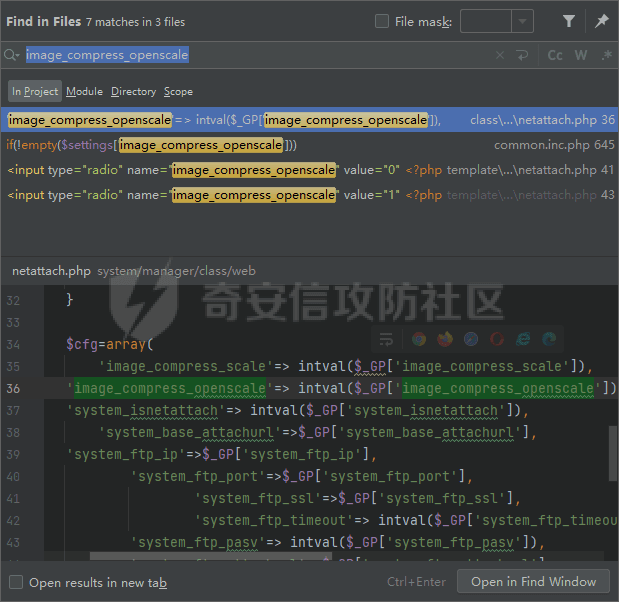 Find in Files 7 matches in 3 files File mask:
image_compress_openscale Cc W .*
In Project Module Directory Scope
'image_compress_openscale'=> intval($_GP['image_compress_openscale']), class\...\netattach.php 36
if(!empty($settings['image_compress_openscale'])) common.inc.php 645
<input type="radio" name="image_compress_openscale" value="0" <?php template\...\netattach.php 41
<input type="radio" name="image_compress_openscale" value="1" <?php template\...\netattach.php 43
netattach.php system/manager/class/web
奇安信攻防社区
32 }
33
34 $cfg=array(
35 'image_compress_scale'=> intval($_GP['image_compress_scale']),
36 'image_compress_openscale'=> intval($_GP['image_compress_openscale'])
37 'system_isnetattach'=> intval($_GP['system_isnetattach']),
38 'system_base_attachurl'=>$_GP['system_base_attachurl'],
39 'system_ftp_ip'=>$_GP['system_ftp_ip'],
40 'system_ftp_port'=>$_GP['system_ftp_port'],
41 'system_ftp_ssl'=>$_GP['system_ftp_ssl'],
42 'system_ftp_timeout'=> intval($_GP['system_ftp_timeou
43 'system_ftp_pasv'=> intval($_GP['system_ftp_pasv']),
Open results in new tab Ctrl+Enter Open in Find Window